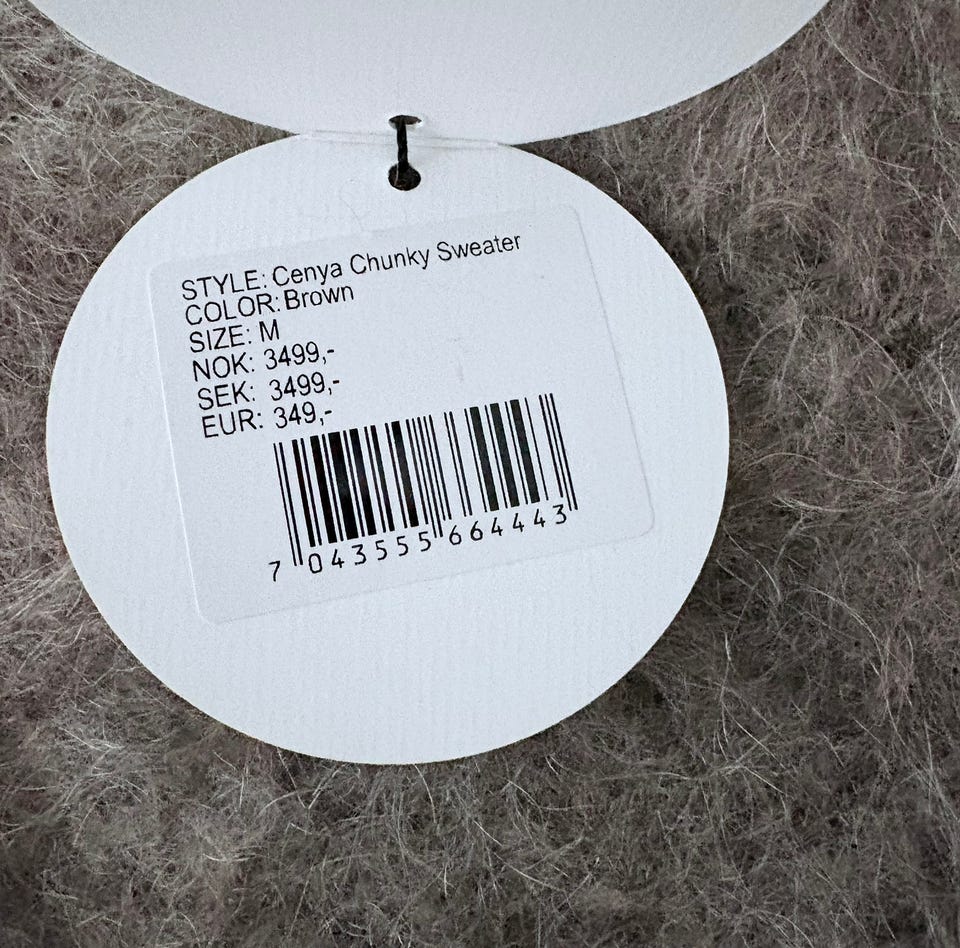 STYLE: Cenya Chunky Sweater
COLOR: Brown
SIZE: M
NOK: 3499,-
SEK: 3499,-
EUR: 349,-
7 043555 664443